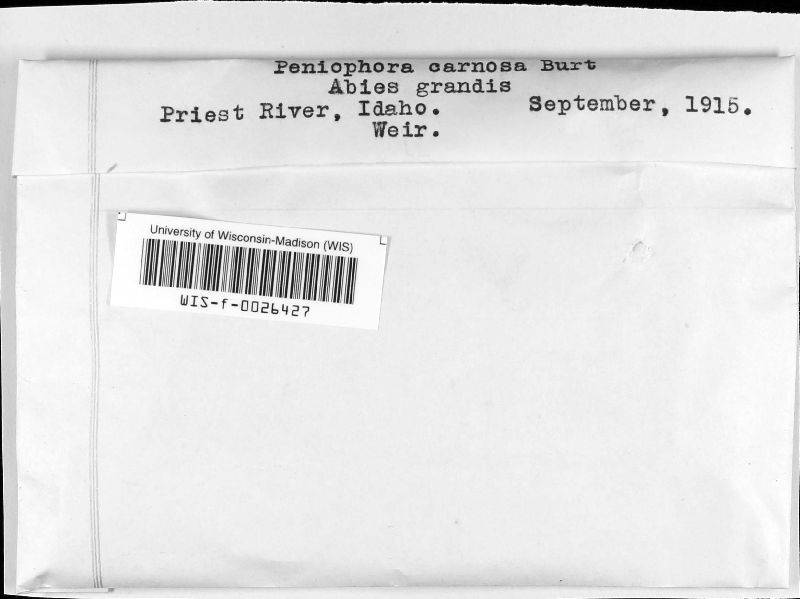 Peniophora carnosa Burt
Abies grandis
Priest River, Idaho. September, 1915.
Weir.
University of Wisconsin-Madison (WIS)
WIS-f-0026427